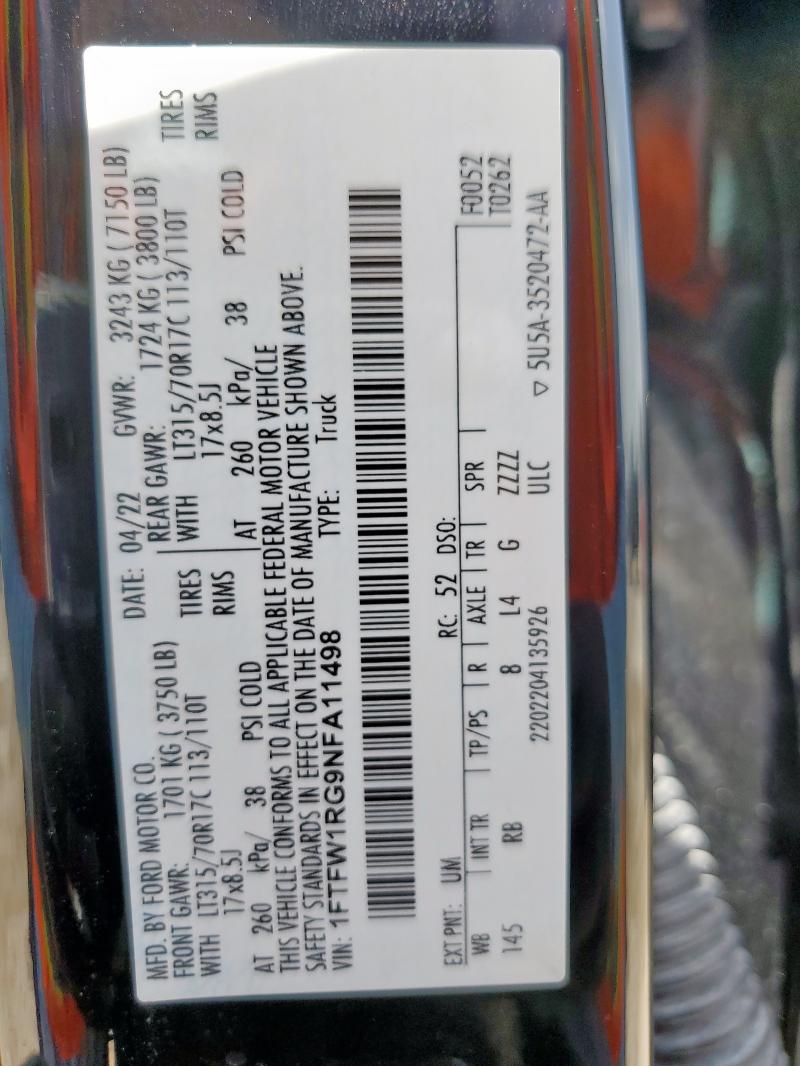 MFD. BY FORD MOTOR CO. DATE: 04/22 GVWR: 3243 KG ( 7150 LB)
FRONT GAWR: 1701 KG ( 3750 LB) REAR GAWR: 1724 KG ( 3800 LB)
WITH LT315/70R17C 113/110T TIRES WITH LT315/70R17C 113/110T TIRES
17x8.5J RIMS 17x8.5J RIMS
AT 260 kPa/ 38 PSI COLD AT 260 kPa/ 38 PSI COLD
THIS VEHICLE CONFORMS TO ALL APPLICABLE FEDERAL MOTOR VEHICLE
SAFETY STANDARDS IN EFFECT ON THE DATE OF MANUFACTURE SHOWN ABOVE.
VIN: 1FTFW1RG9NFA11498 TYPE: Truck
EXT PNT: UM RC: 52 DSO: F0052
WB INT TR TP/PS R AXLE TR SPR T0262
145 RB 8 L4 G ZZZZ
2202204135926 ULC ▽ 5U5A-3520472-AA